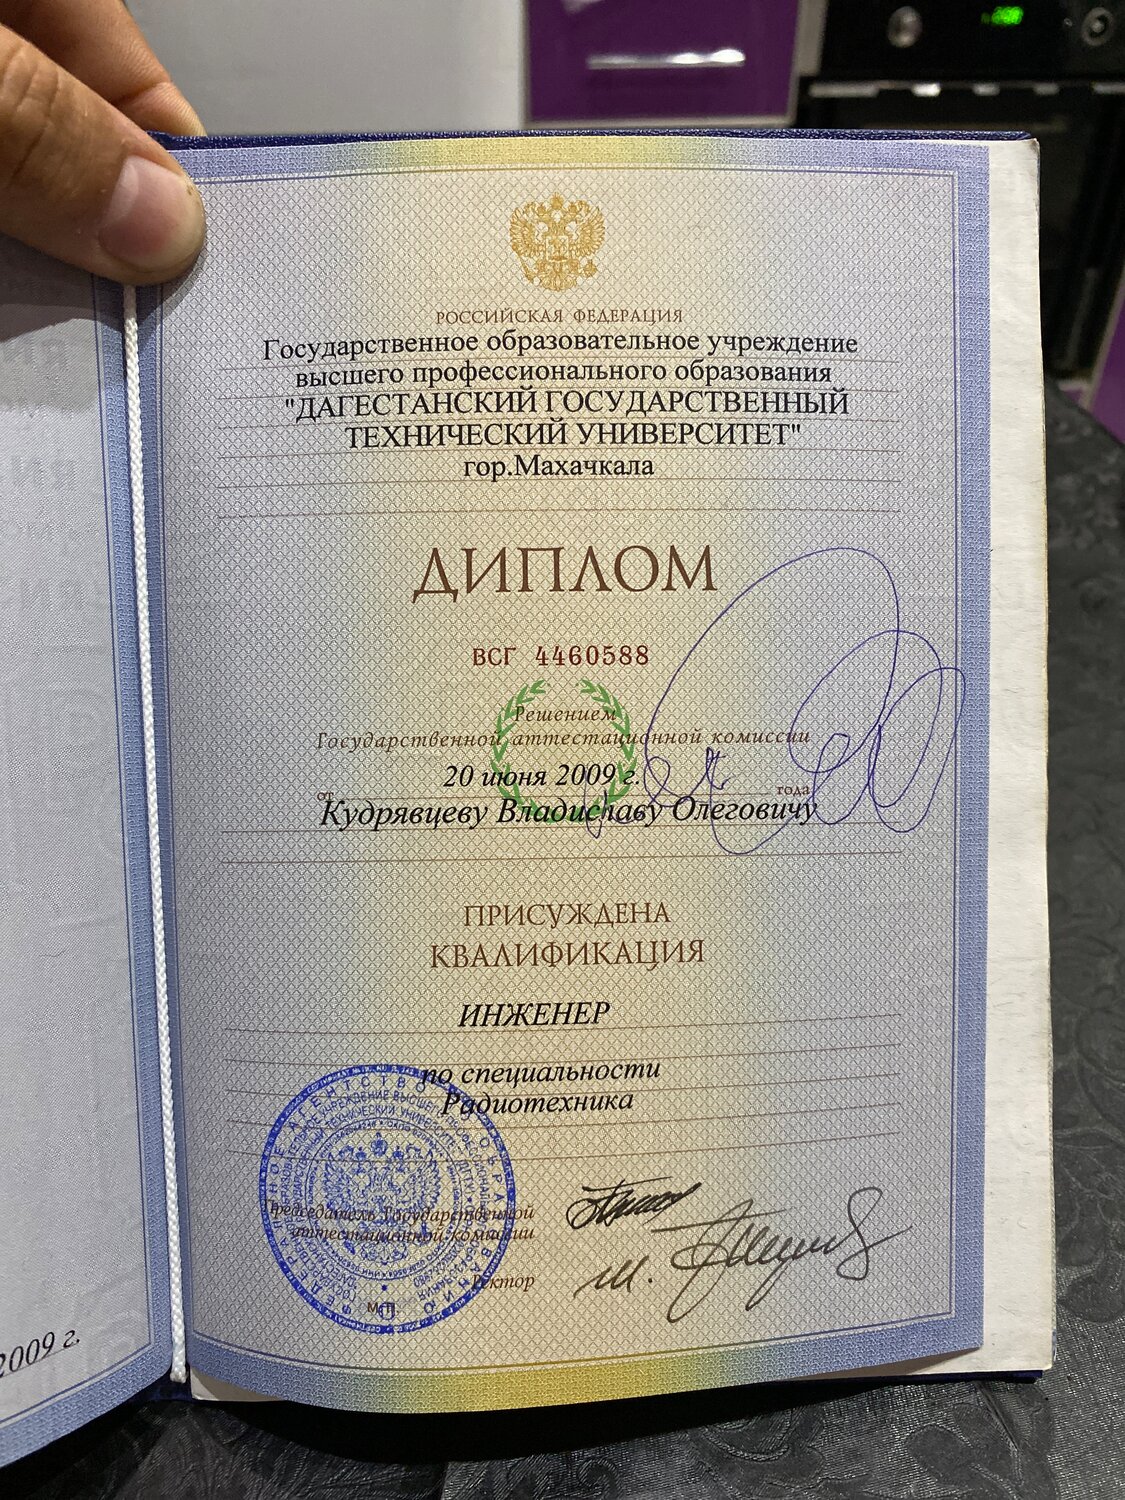 РОССИЙСКАЯ ФЕДЕРАЦИЯ
Государственное образовательное учреждение
высшего профессионального образования
"ДАГЕСТАНСКИЙ ГОСУДАРСТВЕННЫЙ
ТЕХНИЧЕСКИЙ УНИВЕРСИТЕТ"
гор.Махачкала
ДИПЛОМ
ВСГ 4460588
Решением
Государственной аттестационной комиссии
от 20 июня 2009 г. года
Кудрявцеву Владиславу Олеговичу
ПРИСУЖДЕНА
КВАЛИФИКАЦИЯ
ИНЖЕНЕР
по специальности
Радиотехника
Председатель Государственной
аттестационной комиссии
Ректор
М.П.
2009 г.